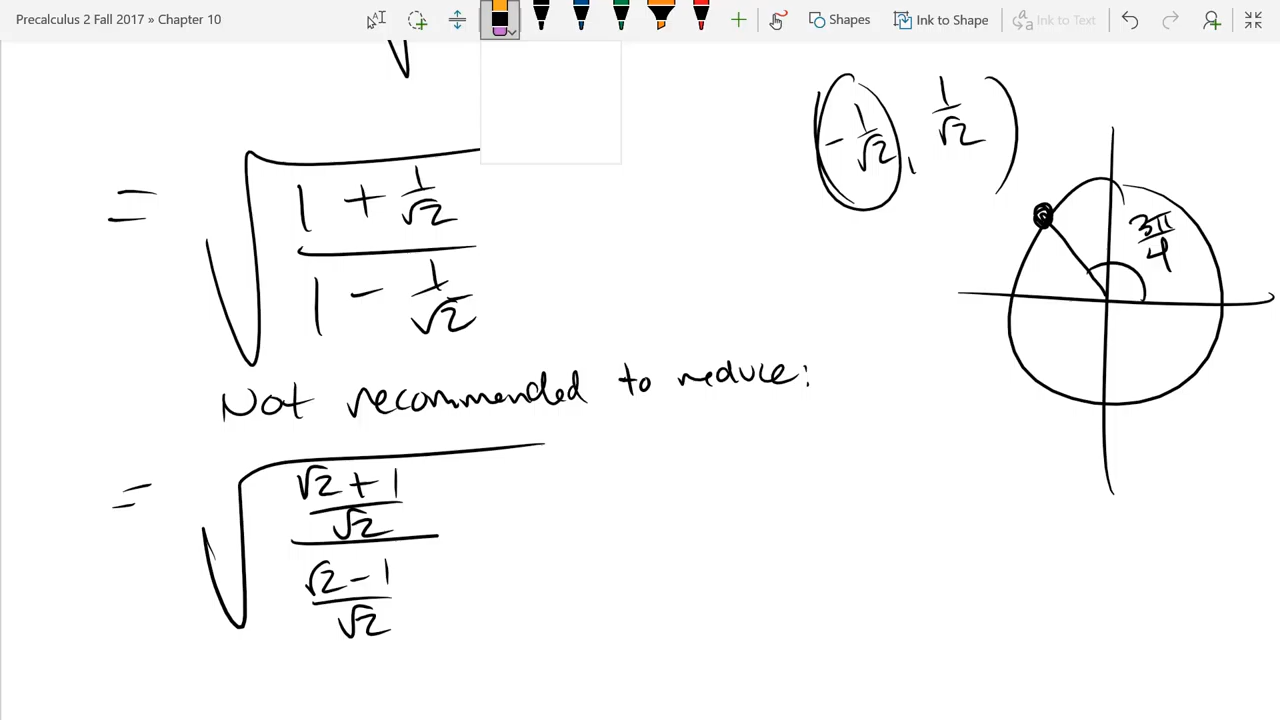 Precalculus 2 Fall 2017 » Chapter 10
Shapes
Ink to Shape
Ink to Text
√
(-1/√2, 1/√2)
= √((1 + 1/√2)/(1 - 1/√2))
3π/4
Not recommended to reduce:
= √(((√2 + 1)/√2)/((√2 - 1)/√2))